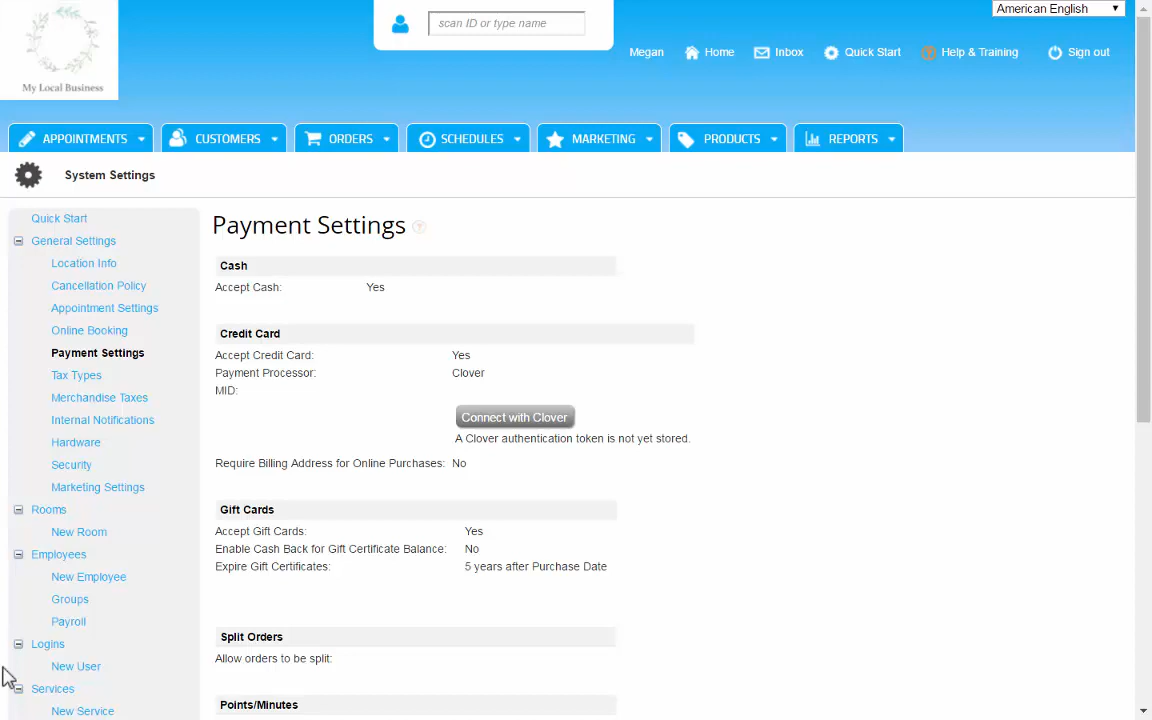 scan ID or type name
American English
My Local Business
Megan Home Inbox Quick Start Help & Training Sign out
APPOINTMENTS CUSTOMERS ORDERS SCHEDULES MARKETING PRODUCTS REPORTS
System Settings
Quick Start
General Settings
Location Info
Cancellation Policy
Appointment Settings
Online Booking
Payment Settings
Tax Types
Merchandise Taxes
Internal Notifications
Hardware
Security
Marketing Settings
Rooms
New Room
Employees
New Employee
Groups
Payroll
Logins
New User
Services
New Service
Payment Settings
Cash
Accept Cash: Yes
Credit Card
Accept Credit Card: Yes
Payment Processor: Clover
MID:
Connect with Clover
A Clover authentication token is not yet stored.
Require Billing Address for Online Purchases: No
Gift Cards
Accept Gift Cards: Yes
Enable Cash Back for Gift Certificate Balance: No
Expire Gift Certificates: 5 years after Purchase Date
Split Orders
Allow orders to be split:
Points/Minutes